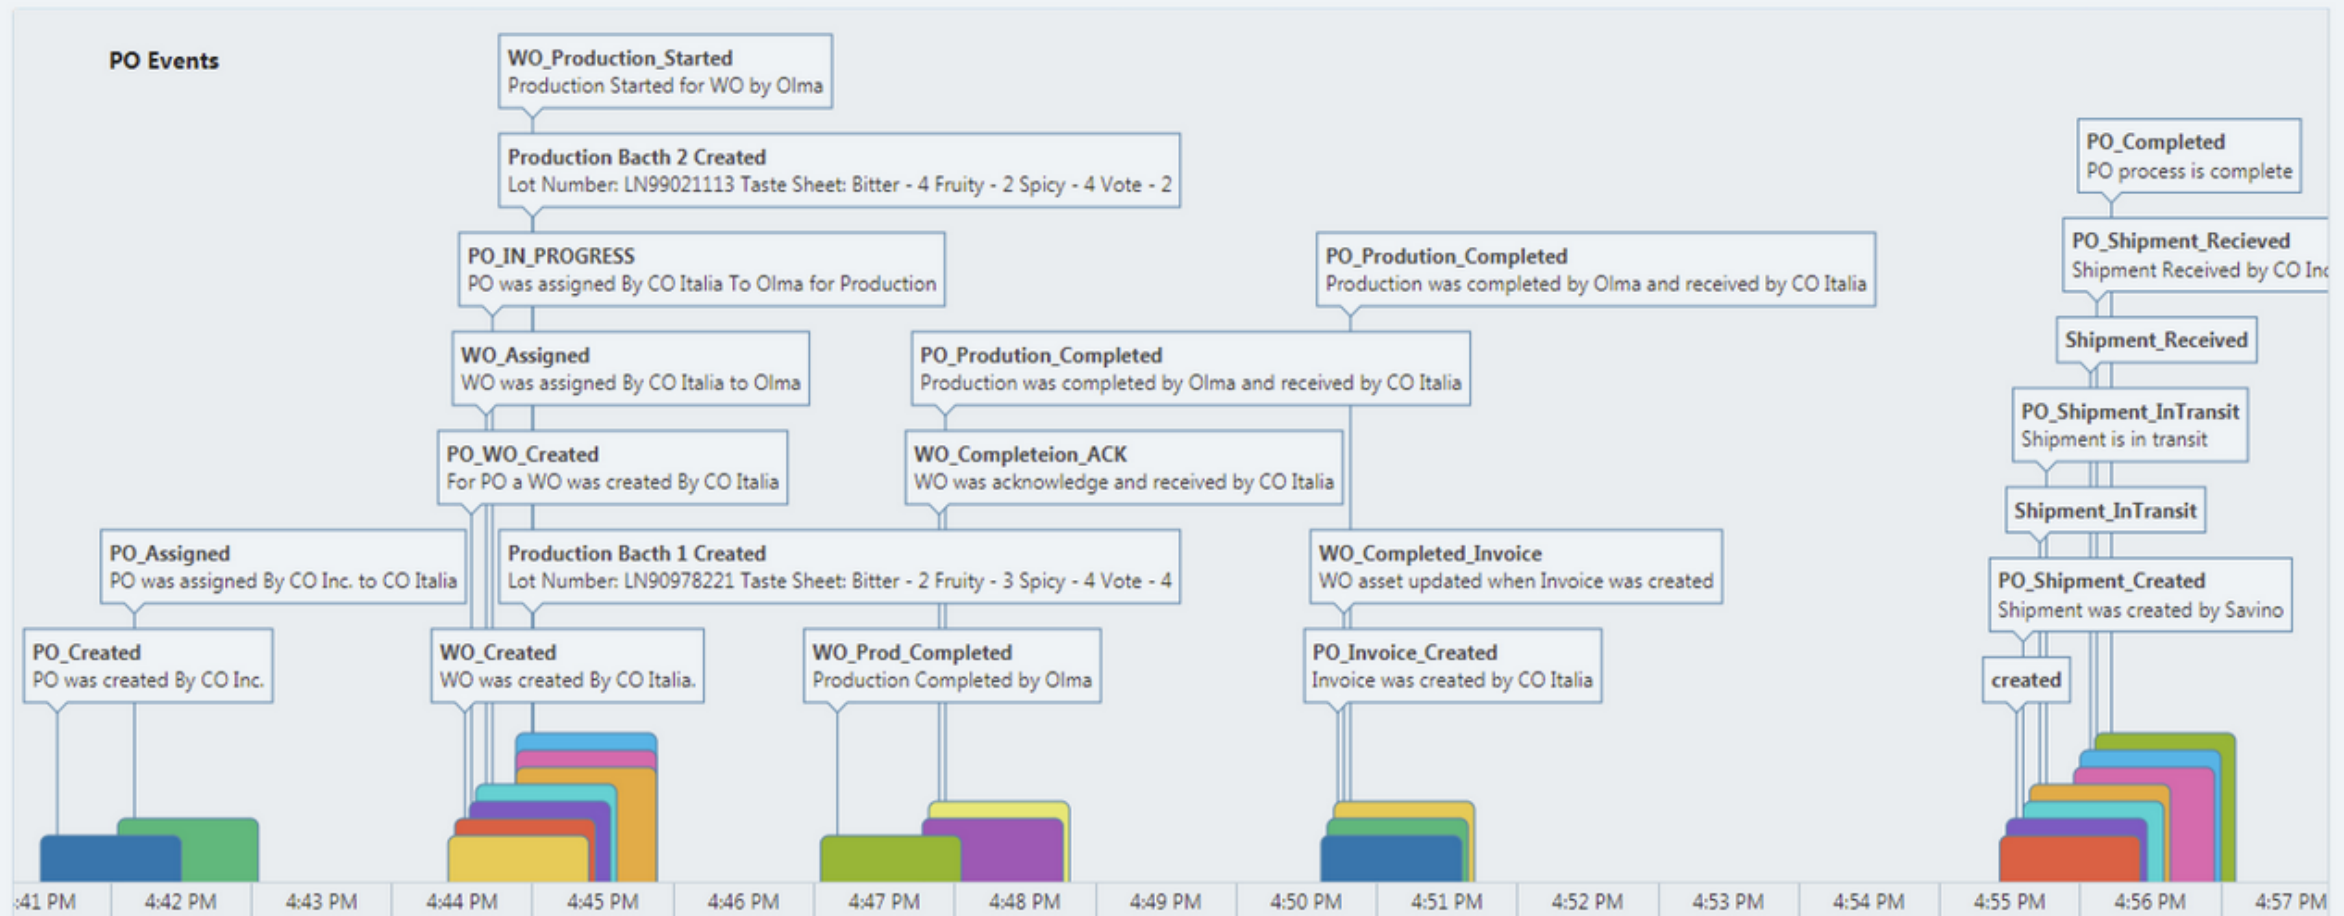 PO Events
WO_Production_Started
Production Started for WO by Olma
Production Bacth 2 Created
Lot Number: LN99021113 Taste Sheet: Bitter - 4 Fruity - 2 Spicy - 4 Vote - 2
PO_Completed
PO process is complete
PO_IN_PROGRESS
PO was assigned By CO Italia To Olma for Production
PO_Prodution_Completed
Production was completed by Olma and received by CO Italia
PO_Shipment_Recieved
Shipment Received by CO Inc
WO_Assigned
WO was assigned By CO Italia to Olma
PO_Prodution_Completed
Production was completed by Olma and received by CO Italia
Shipment_Received
PO_Shipment_InTransit
Shipment is in transit
PO_WO_Created
For PO a WO was created By CO Italia
WO_Completeion_ACK
WO was acknowledge and received by CO Italia
Shipment_InTransit
PO_Assigned
PO was assigned By CO Inc. to CO Italia
Production Bacth 1 Created
Lot Number: LN90978221 Taste Sheet: Bitter - 2 Fruity - 3 Spicy - 4 Vote - 4
WO_Completed_Invoice
WO asset updated when Invoice was created
PO_Shipment_Created
Shipment was created by Savino
PO_Created
PO was created By CO Inc.
WO_Created
WO was created By CO Italia.
WO_Prod_Completed
Production Completed by Olma
PO_Invoice_Created
Invoice was created by CO Italia
created
:41 PM 4:42 PM 4:43 PM 4:44 PM 4:45 PM 4:46 PM 4:47 PM 4:48 PM 4:49 PM 4:50 PM 4:51 PM 4:52 PM 4:53 PM 4:54 PM 4:55 PM 4:56 PM 4:57 PM